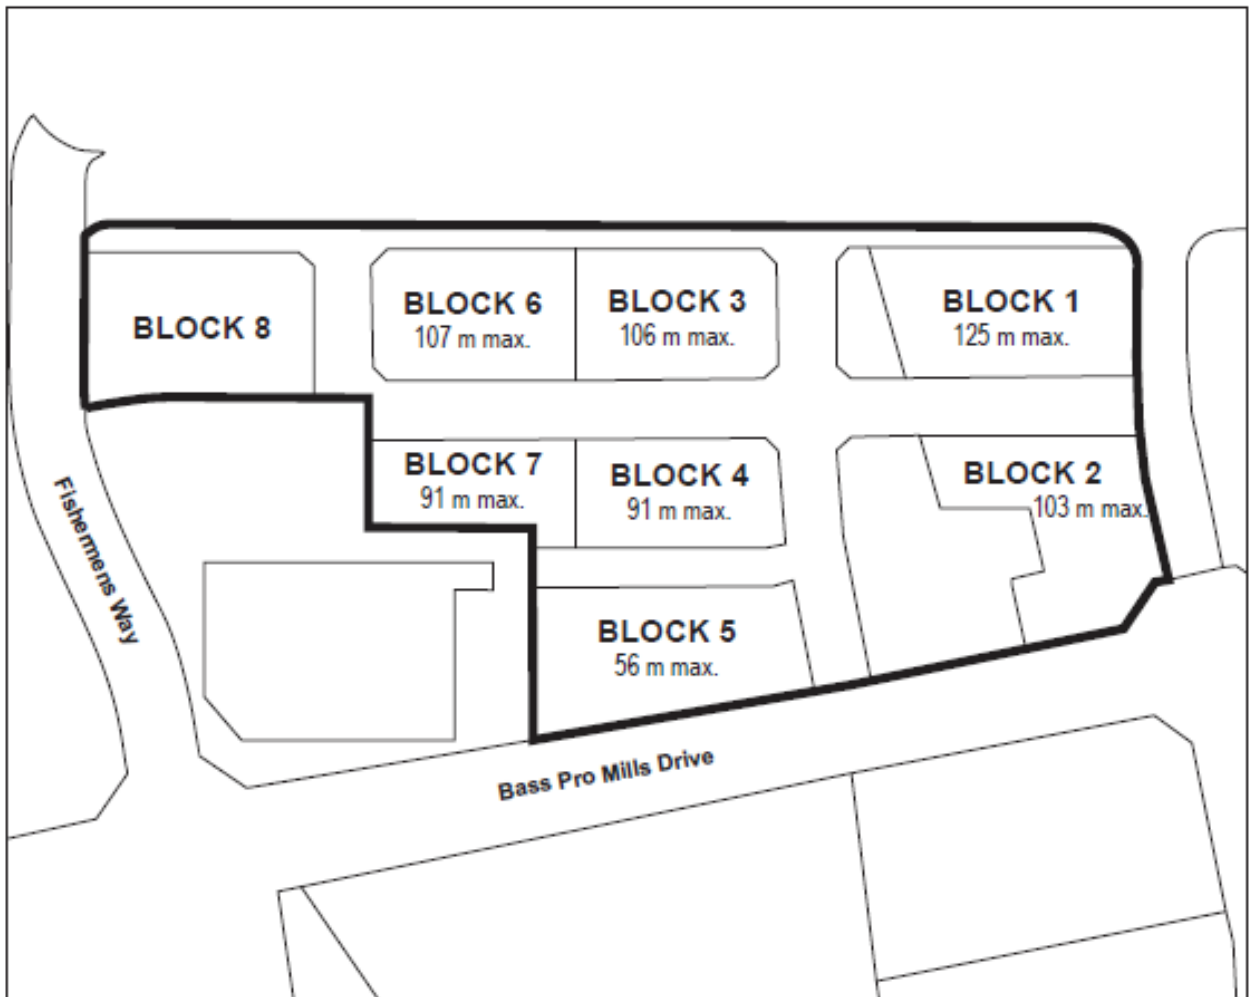 BLOCK 8
BLOCK 6
107 m max.
BLOCK 3
106 m max.
BLOCK 1
125 m max.
BLOCK 7
91 m max.
BLOCK 4
91 m max.
BLOCK 2
103 m max.
BLOCK 5
56 m max.
Fishermens Way
Bass Pro Mills Drive